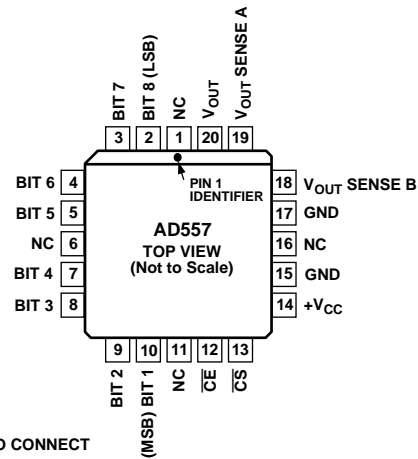 BIT 7
BIT 8 (LSB)
NC
VOUT
VOUT SENSE A
3
2
1
20
19
BIT 6 4
BIT 5 5
NC 6
BIT 4 7
BIT 3 8
PIN 1
IDENTIFIER
AD557
TOP VIEW
(Not to Scale)
18 VOUT SENSE B
17 GND
16 NC
15 GND
14 +VCC
9
10
11
12
13
BIT 2
(MSB) BIT 1
NC
CE
CS
CONNECT